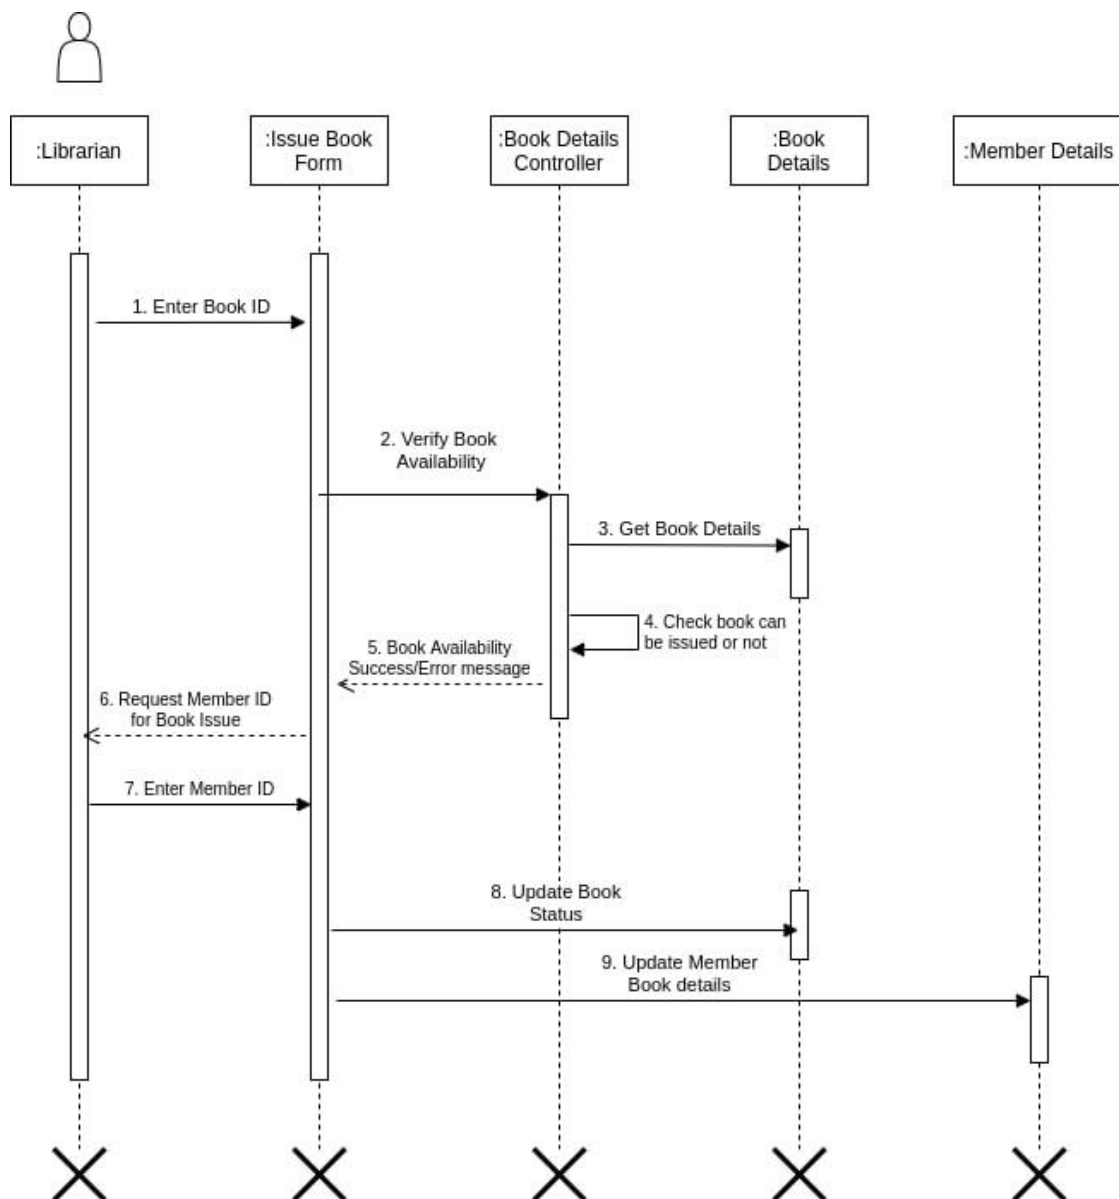 :Librarian
:Issue Book
Form
:Book Details
Controller
:Book
Details
:Member Details
1. Enter Book ID
2. Verify Book
Availability
3. Get Book Details
4. Check book can
be issued or not
5. Book Availability
Success/Error message
6. Request Member ID
for Book Issue
7. Enter Member ID
8. Update Book
Status
9. Update Member
Book details